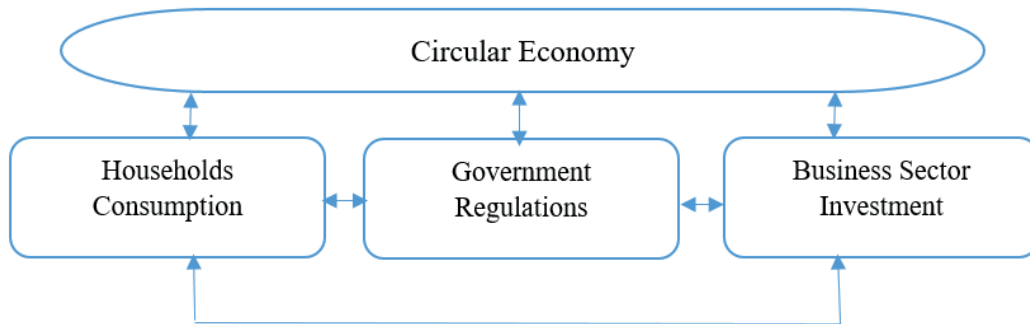 Circular Economy
Households
Consumption
Government
Regulations
Business Sector
Investment